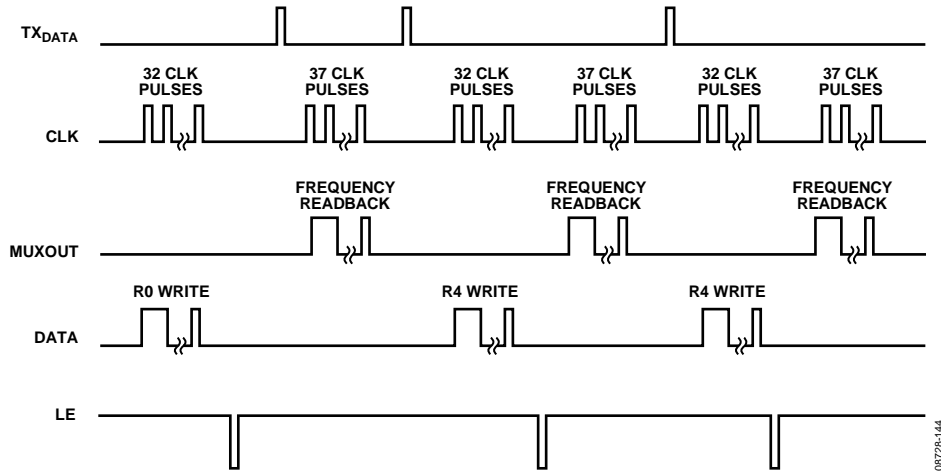 TXDATA
32 CLK
PULSES
37 CLK
PULSES
32 CLK
PULSES
37 CLK
PULSES
32 CLK
PULSES
37 CLK
PULSES
CLK
FREQUENCY
READBACK
FREQUENCY
READBACK
FREQUENCY
READBACK
MUXOUT
R0 WRITE
R4 WRITE
R4 WRITE
DATA
LE
08728-144